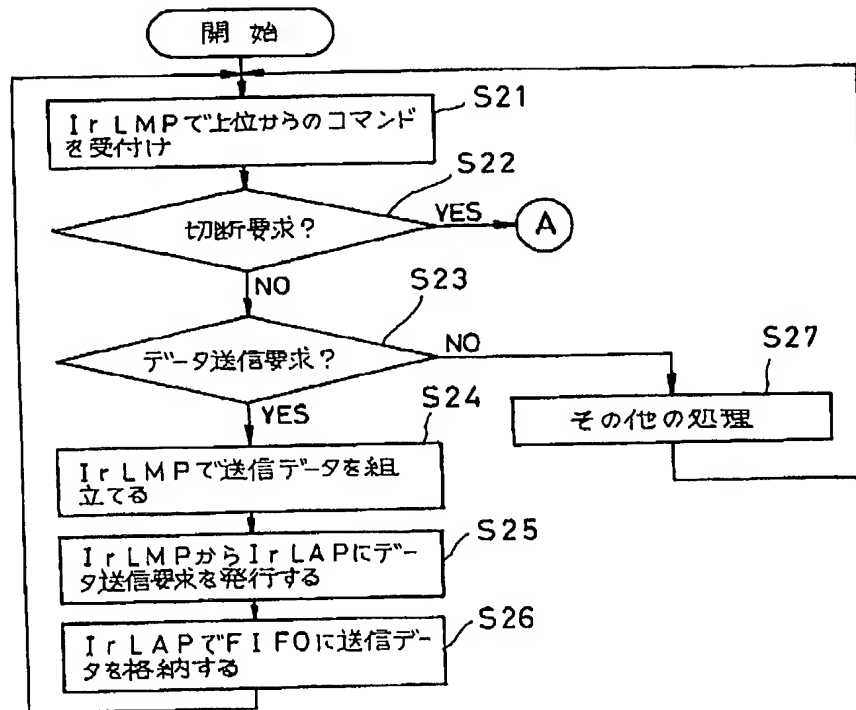 開始
S21
IrLMPで上位からのコマンド
を受付け
S22
切断要求?
YES
A
NO
S23
データ送信要求?
NO
S27
その他の処理
YES
S24
IrLMPで送信データを組
立てる
S25
IrLMPからIrLAPにデー
タ送信要求を発行する
S26
IrLAPでFIFOに送信デー
タを格納する